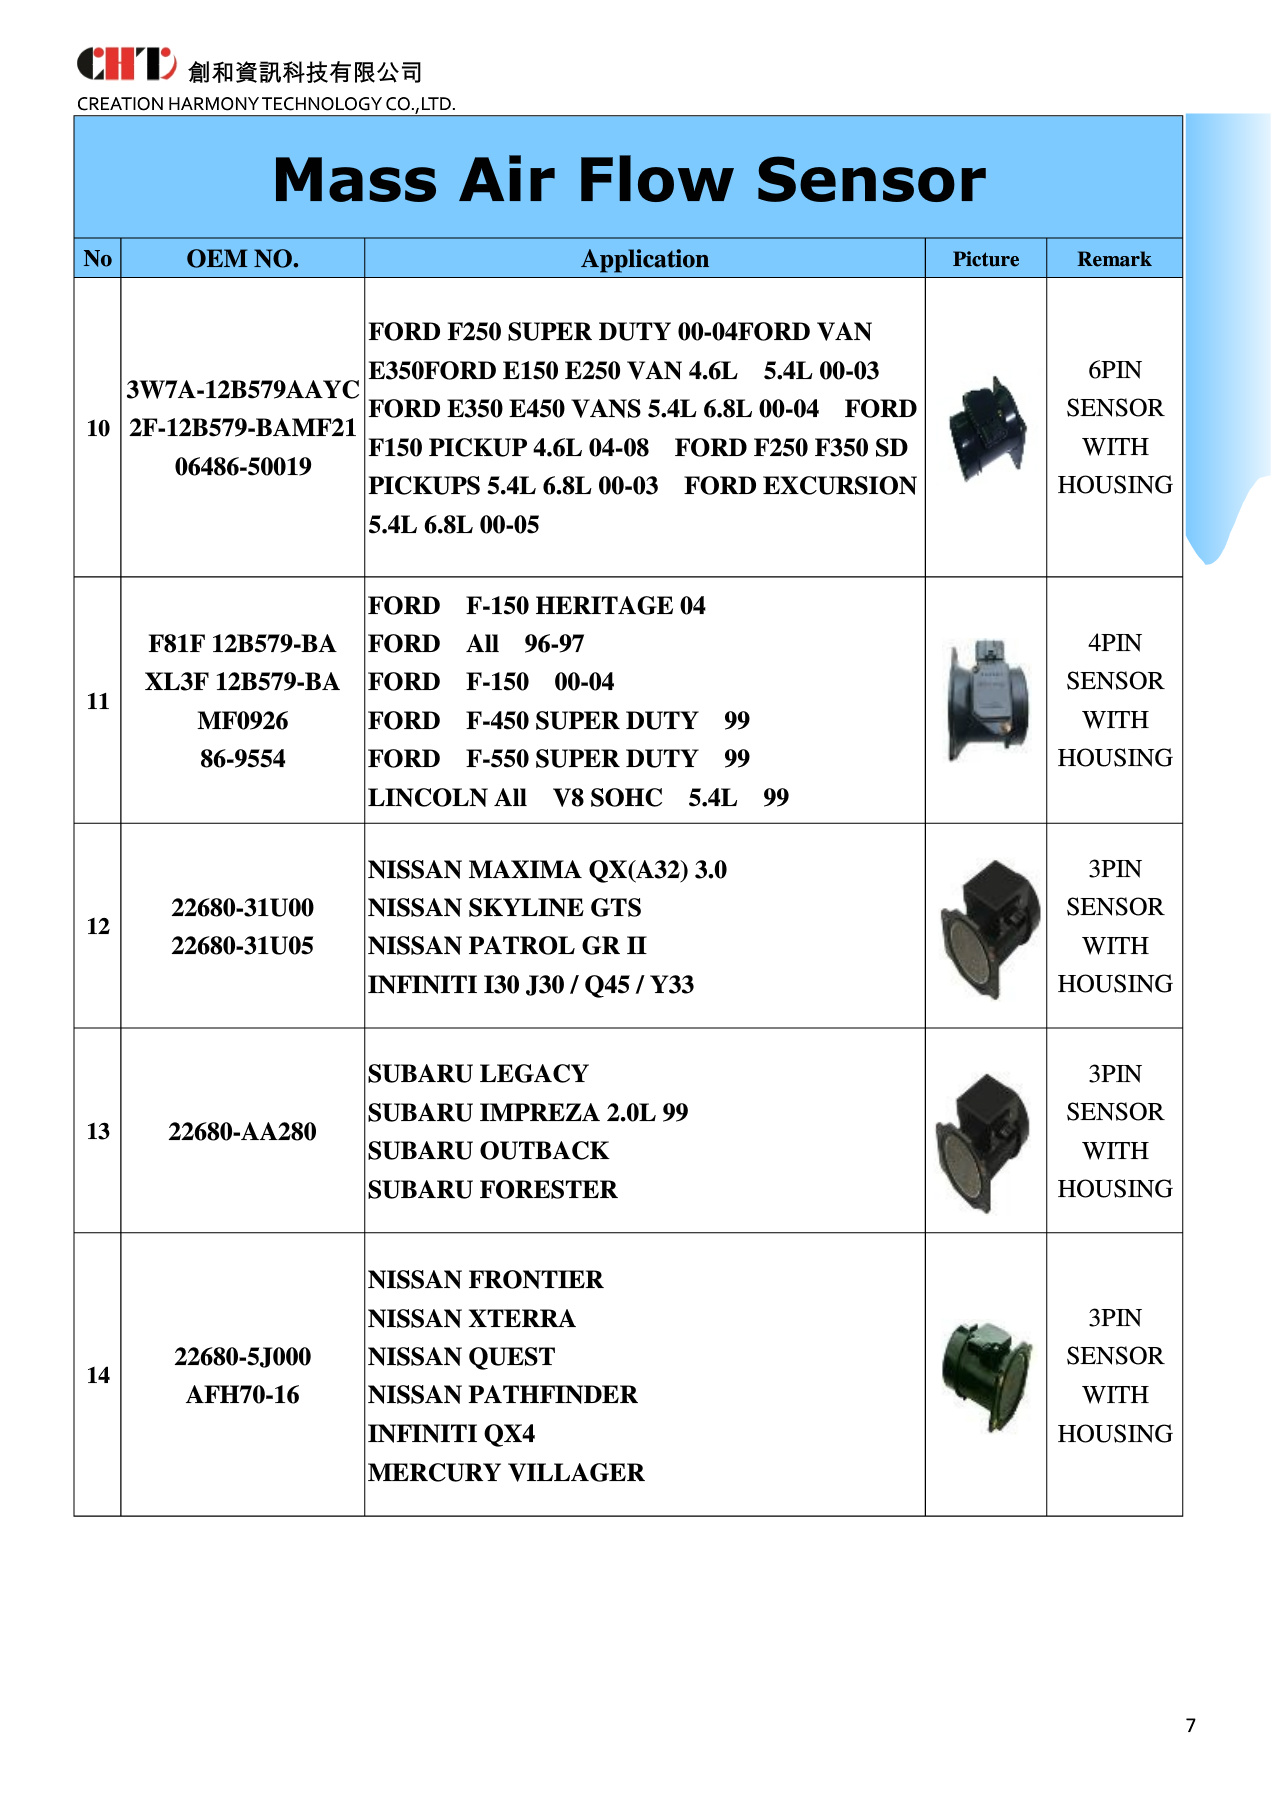 CHT 創和資訊科技有限公司
CREATION HARMONY TECHNOLOGY CO.,LTD.
Mass Air Flow Sensor
No OEM NO. Application Picture Remark
10
3W7A-12B579AAYC
2F-12B579-BAMF21
06486-50019
FORD F250 SUPER DUTY 00-04FORD VAN
E350FORD E150 E250 VAN 4.6L 5.4L 00-03
FORD E350 E450 VANS 5.4L 6.8L 00-04 FORD
F150 PICKUP 4.6L 04-08 FORD F250 F350 SD
PICKUPS 5.4L 6.8L 00-03 FORD EXCURSION
5.4L 6.8L 00-05
6PIN
SENSOR
WITH
HOUSING
11
F81F 12B579-BA
XL3F 12B579-BA
MF0926
86-9554
FORD F-150 HERITAGE 04
FORD All 96-97
FORD F-150 00-04
FORD F-450 SUPER DUTY 99
FORD F-550 SUPER DUTY 99
LINCOLN All V8 SOHC 5.4L 99
4PIN
SENSOR
WITH
HOUSING
12
22680-31U00
22680-31U05
NISSAN MAXIMA QX(A32) 3.0
NISSAN SKYLINE GTS
NISSAN PATROL GR II
INFINITI I30 J30 / Q45 / Y33
3PIN
SENSOR
WITH
HOUSING
13
22680-AA280
SUBARU LEGACY
SUBARU IMPREZA 2.0L 99
SUBARU OUTBACK
SUBARU FORESTER
3PIN
SENSOR
WITH
HOUSING
14
22680-5J000
AFH70-16
NISSAN FRONTIER
NISSAN XTERRA
NISSAN QUEST
NISSAN PATHFINDER
INFINITI QX4
MERCURY VILLAGER
3PIN
SENSOR
WITH
HOUSING
7